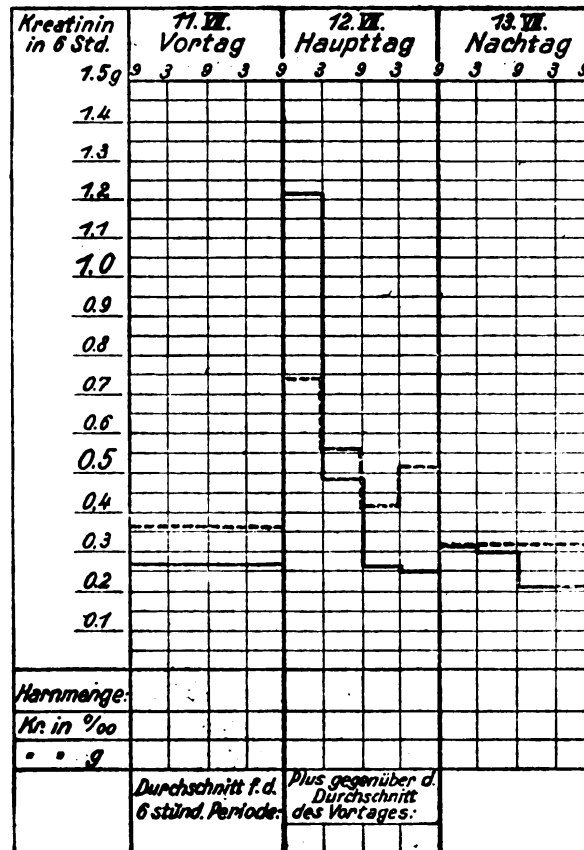 Kreatinin
in 6 Std.
11. VII.
Vortag
12. VII.
Haupttag
13. VII.
Nachtag
9 3 9 3 9 3 9 3 9 3 9 3 9
1.5g
1.4
1.3
1.2
1.1
1.0
0.9
0.8
0.7
0.6
0.5
0.4
0.3
0.2
0.1
Harnmenge:
Kr. in ‰
" " g
Durchschnitt f. d.
6 stünd. Periode:
Plus gegenüber d.
Durchschnitt
des Vortages: